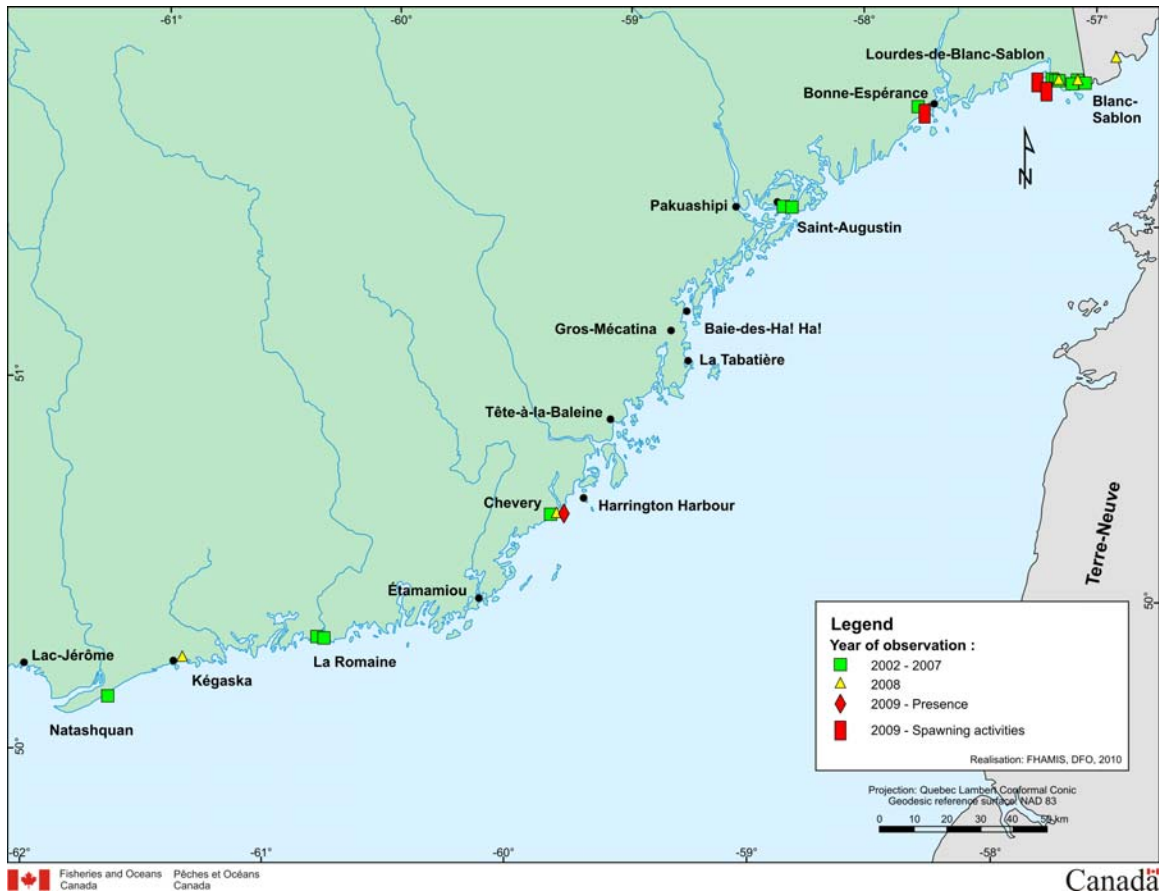 -61°
-60°
-59°
-58°
-57°
Lourdes-de-Blanc-Sablon
Bonne-Espérance
Blanc-
Sablon
N
Pakuashipi
Saint-Augustin
Gros-Mécatina
Baie-des-Ha! Ha!
La Tabatière
51°
Tête-à-la-Baleine
Chevery
Harrington Harbour
Terre-Neuve
Étamamiou
50°
Lac-Jérôme
Kégaska
La Romaine
Natashquan
50°
Legend
Year of observation :
2002 - 2007
2008
2009 - Presence
2009 - Spawning activities
Realisation: FHAMIS, DFO, 2010
Projection: Quebec Lambert Conformal Conic
Geodesic reference surface: NAD 83
0 10 20 30 40 50 km
-62°
-61°
-60°
-59°
-58°
Fisheries and Oceans Pêches et Océans
Canada Canada
Canada